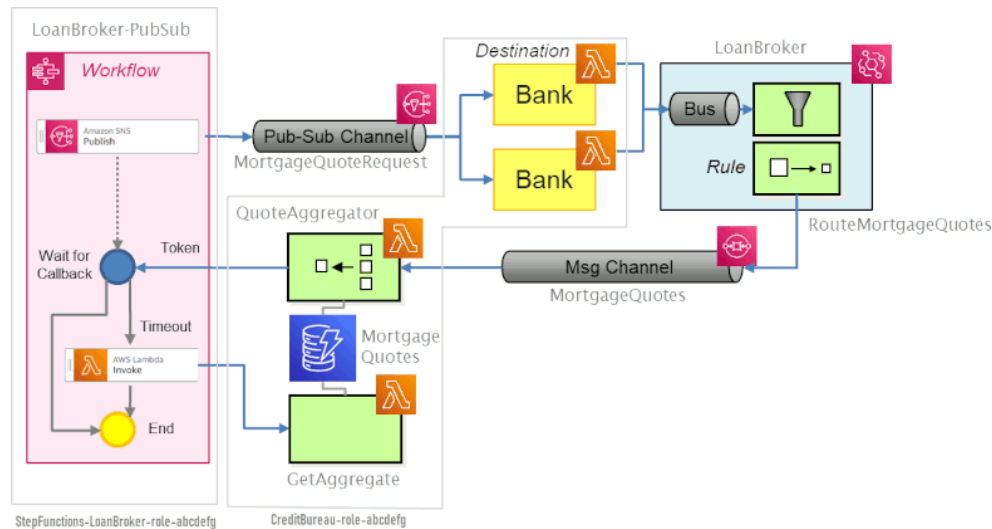 LoanBroker-PubSub
Workflow
Amazon SNS
Publish
Wait for
Callback
Token
Timeout
AWS Lambda
Invoke
End
StepFunctions-LoanBroker-role-abcdefg
Pub-Sub Channel
MortgageQuoteRequest
Destination
Bank
Bank
LoanBroker
Bus
Rule
RouteMortgageQuotes
Msg Channel
MortgageQuotes
QuoteAggregator
Mortgage
Quotes
GetAggregate
CreditBureau-role-abcdefg